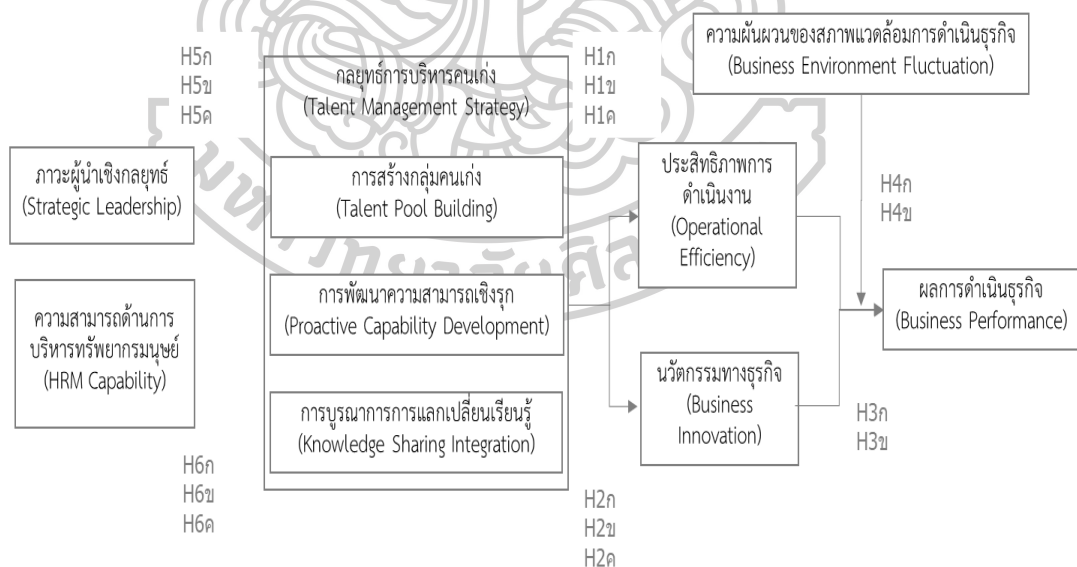 ความผันผวนของสภาพแวดล้อมการดำเนินธุรกิจ
(Business Environment Fluctuation)
H5ก
H5ข
H5ค
กลยุทธ์การบริหารคนเก่ง
(Talent Management Strategy)
H1ก
H1ข
H1ค
ภาวะผู้นำเชิงกลยุทธ์
(Strategic Leadership)
การสร้างกลุ่มคนเก่ง
(Talent Pool Building)
ประสิทธิภาพการ
ดำเนินงาน
(Operational
Efficiency)
H4ก
H4ข
ความสามารถด้านการ
บริหารทรัพยากรมนุษย์
(HRM Capability)
การพัฒนาความสามารถเชิงรุก
(Proactive Capability Development)
ผลการดำเนินธุรกิจ
(Business Performance)
นวัตกรรมทางธุรกิจ
(Business
Innovation)
H3ก
H3ข
การบูรณาการการแลกเปลี่ยนเรียนรู้
(Knowledge Sharing Integration)
H6ก
H6ข
H6ค
H2ก
H2ข
H2ค